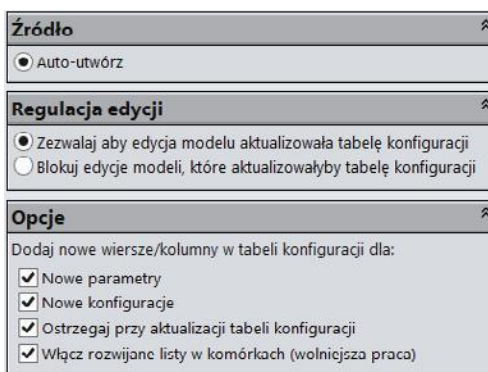 Źródło
Auto-utwórz
Regulacja edycji
Zezwalaj aby edycja modelu aktualizowała tabelę konfiguracji
Blokuj edycje modeli, które aktualizowałyby tabelę konfiguracji
Opcje
Dodaj nowe wiersze/kolumny w tabeli konfiguracji dla:
Nowe parametry
Nowe konfiguracje
Ostrzegaj przy aktualizacji tabeli konfiguracji
Włącz rozwijane listy w komórkach (wolniejsza praca)